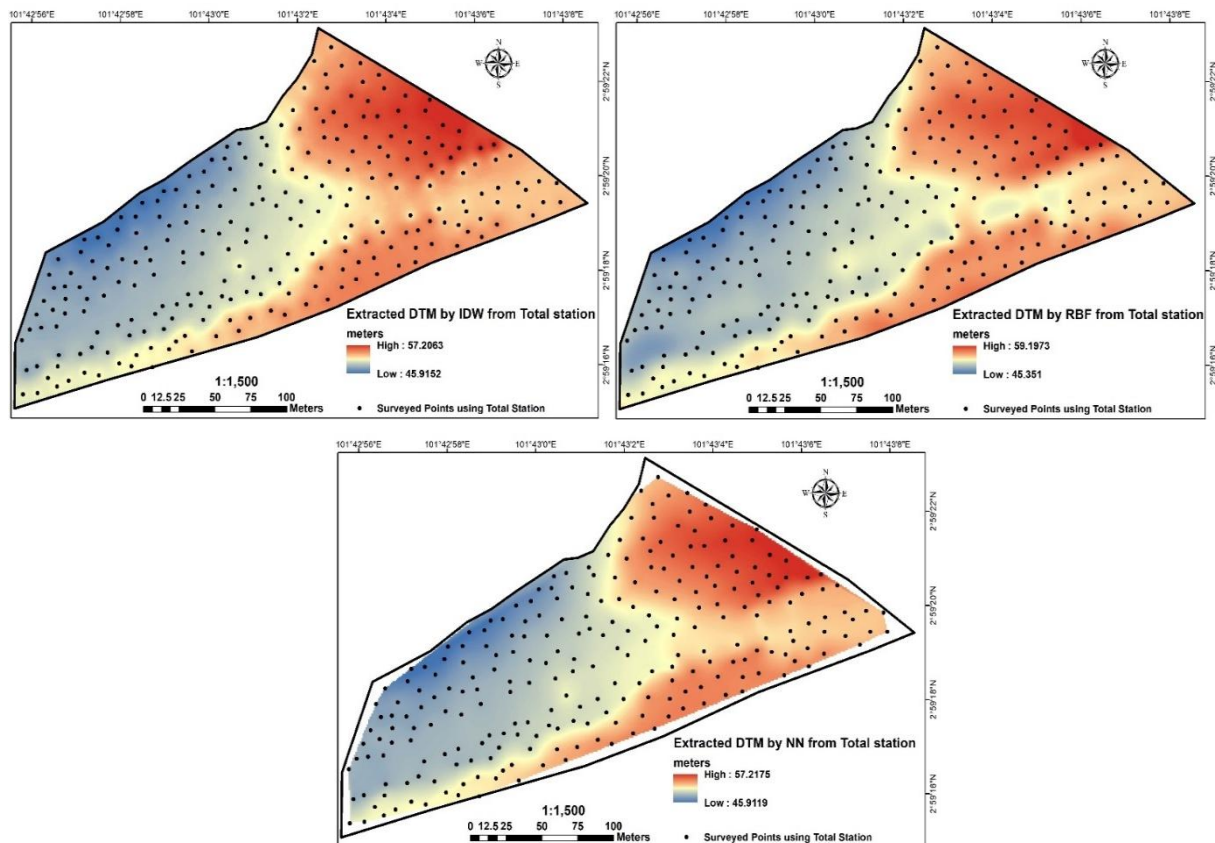 101°42'56"E 101°42'58"E 101°43'0"E 101°43'2"E 101°43'4"E 101°43'6"E 101°43'8"E
N
W E
S
2°59'22"N
2°59'20"N
2°59'18"N
2°59'16"N
Extracted DTM by IDW from Total station
meters
High : 57.2063
Low : 45.9152
1:1,500
0 12.5 25 50 75 100
Meters
Surveyed Points using Total Station
101°42'56"E 101°42'58"E 101°43'0"E 101°43'2"E 101°43'4"E 101°43'6"E 101°43'8"E
N
W E
S
2°59'22"N
2°59'20"N
2°59'18"N
2°59'16"N
Extracted DTM by RBF from Total station
meters
High : 59.1973
Low : 45.351
1:1,500
0 12.5 25 50 75 100
Meters
Surveyed Points using Total Station
101°42'56"E 101°42'58"E 101°43'0"E 101°43'2"E 101°43'4"E 101°43'6"E 101°43'8"E
N
W E
S
2°59'22"N
2°59'20"N
2°59'18"N
2°59'16"N
Extracted DTM by NN from Total station
meters
High : 57.2175
Low : 45.9119
1:1,500
0 12.5 25 50 75 100
Meters
Surveyed Points using Total Station